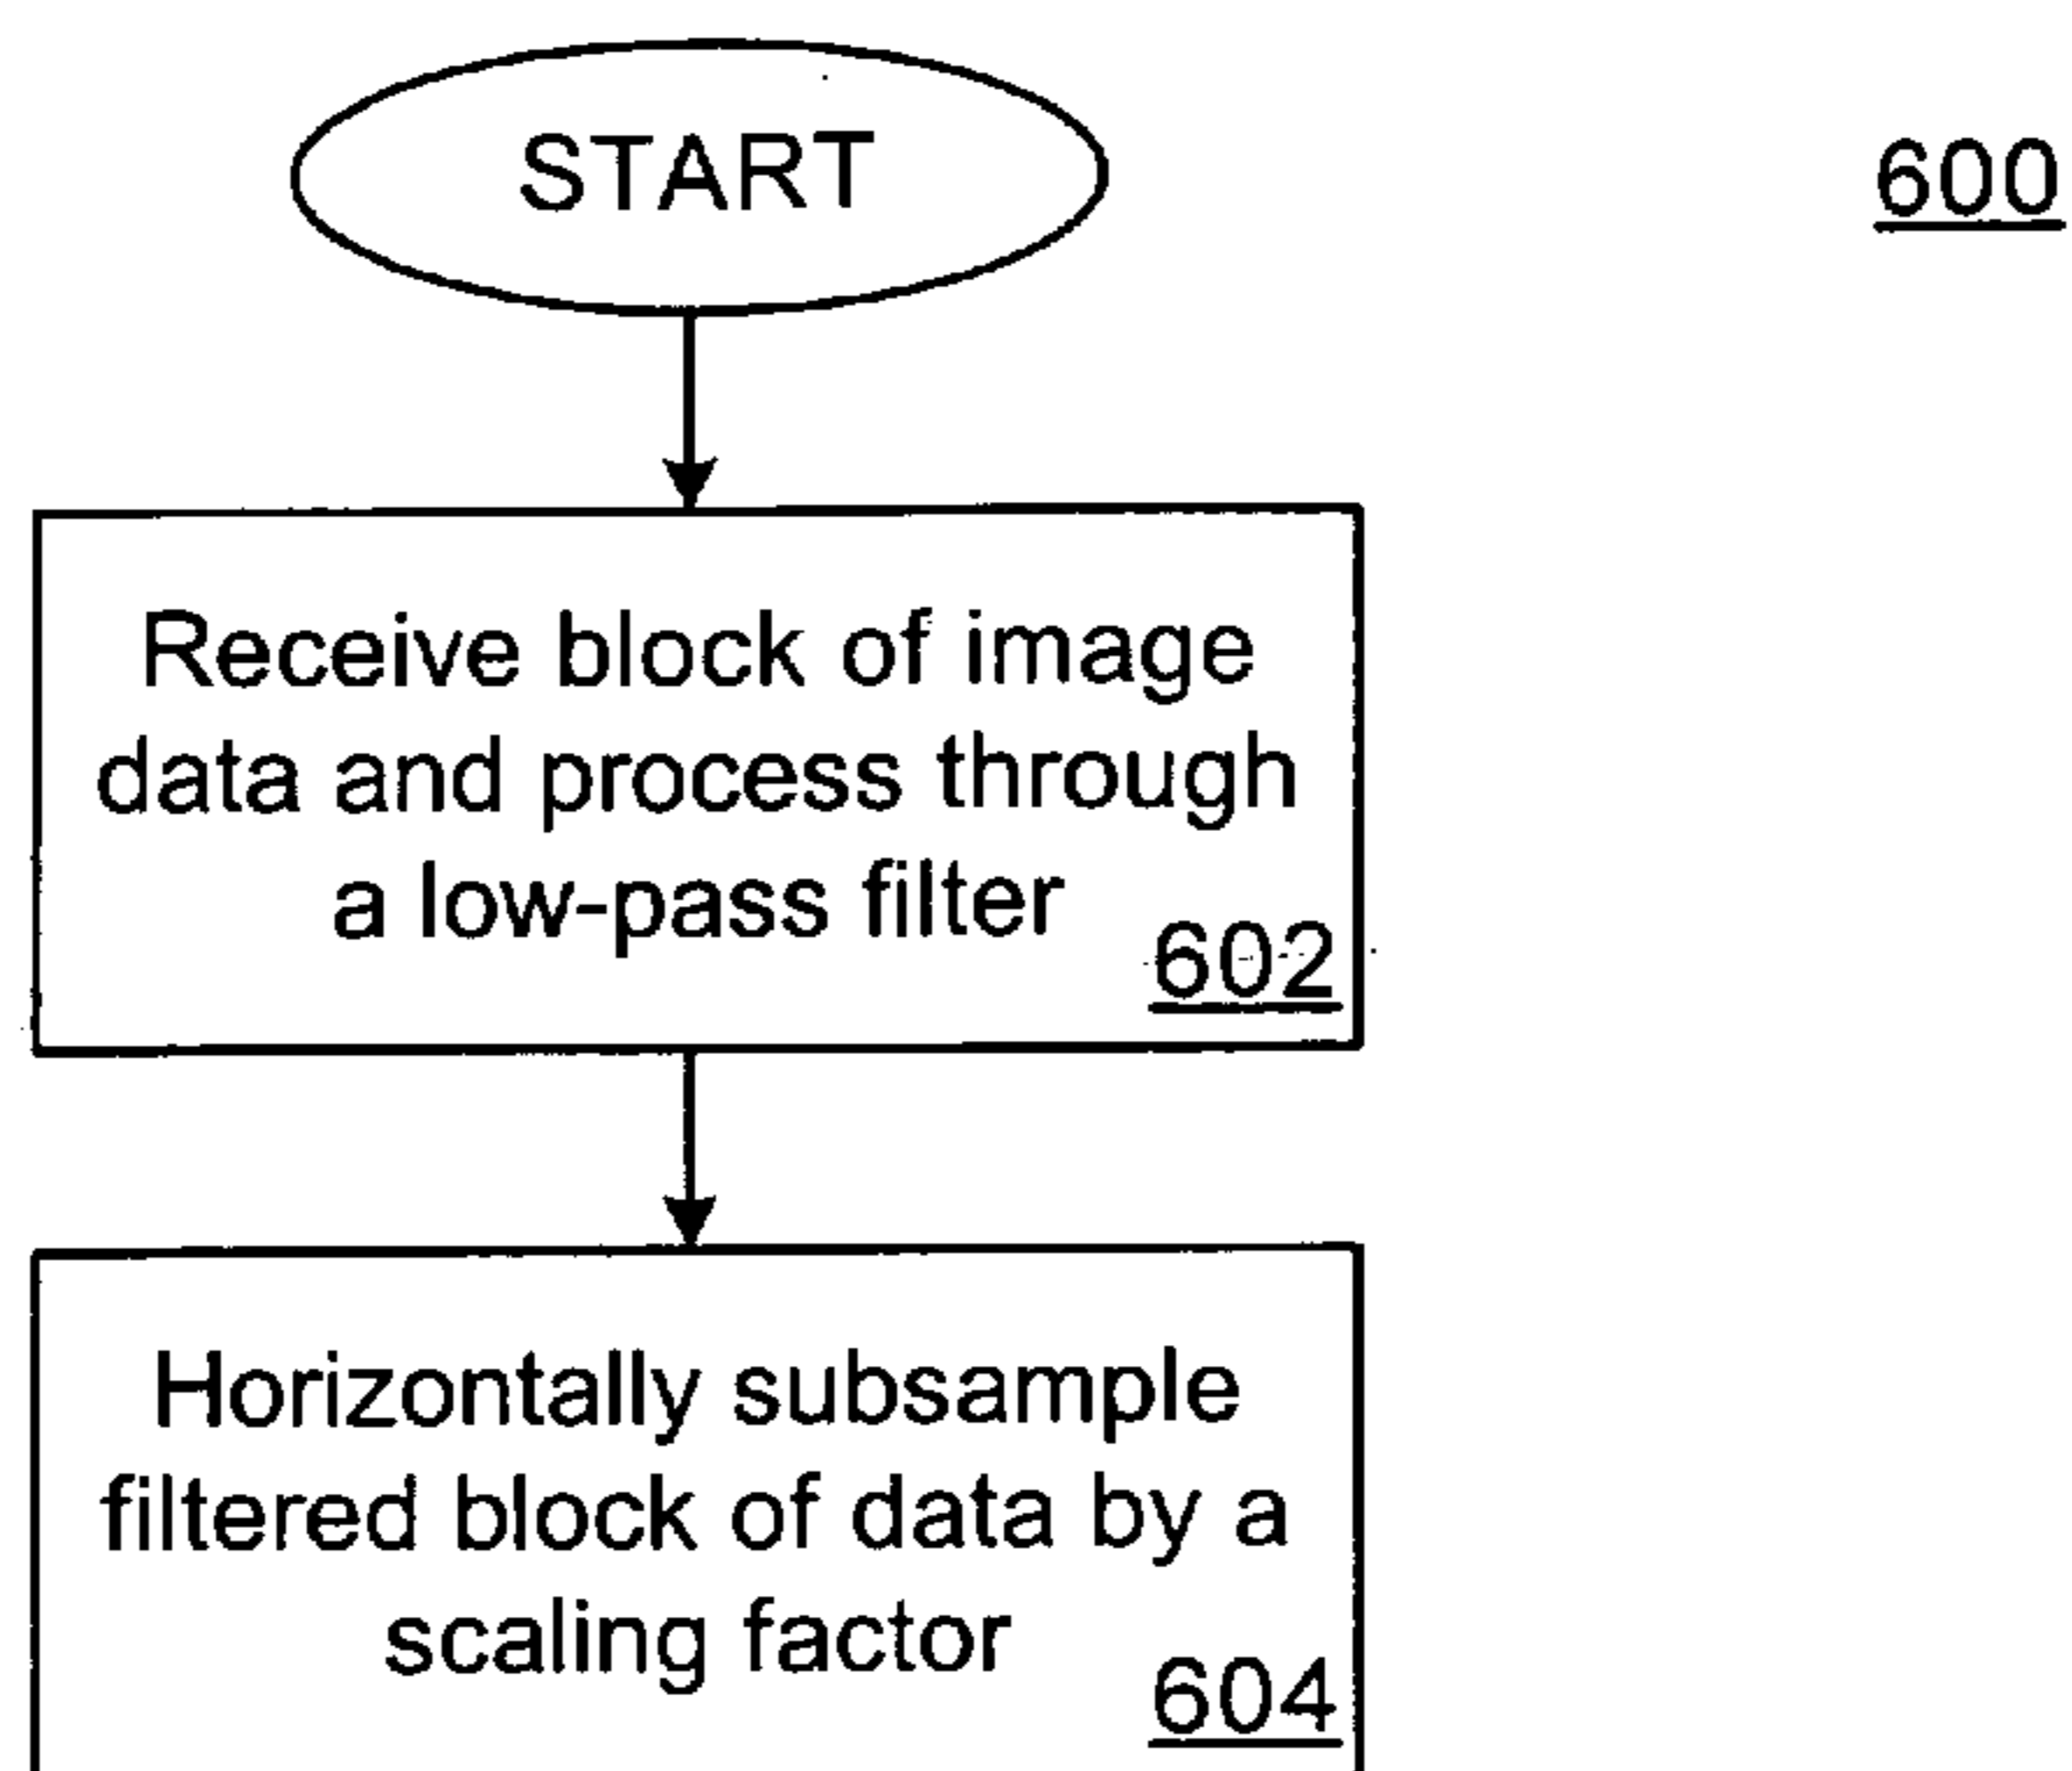 START
600
Receive block of image
data and process through
a low-pass filter
602
Horizontally subsample
filtered block of data by a
scaling factor
604